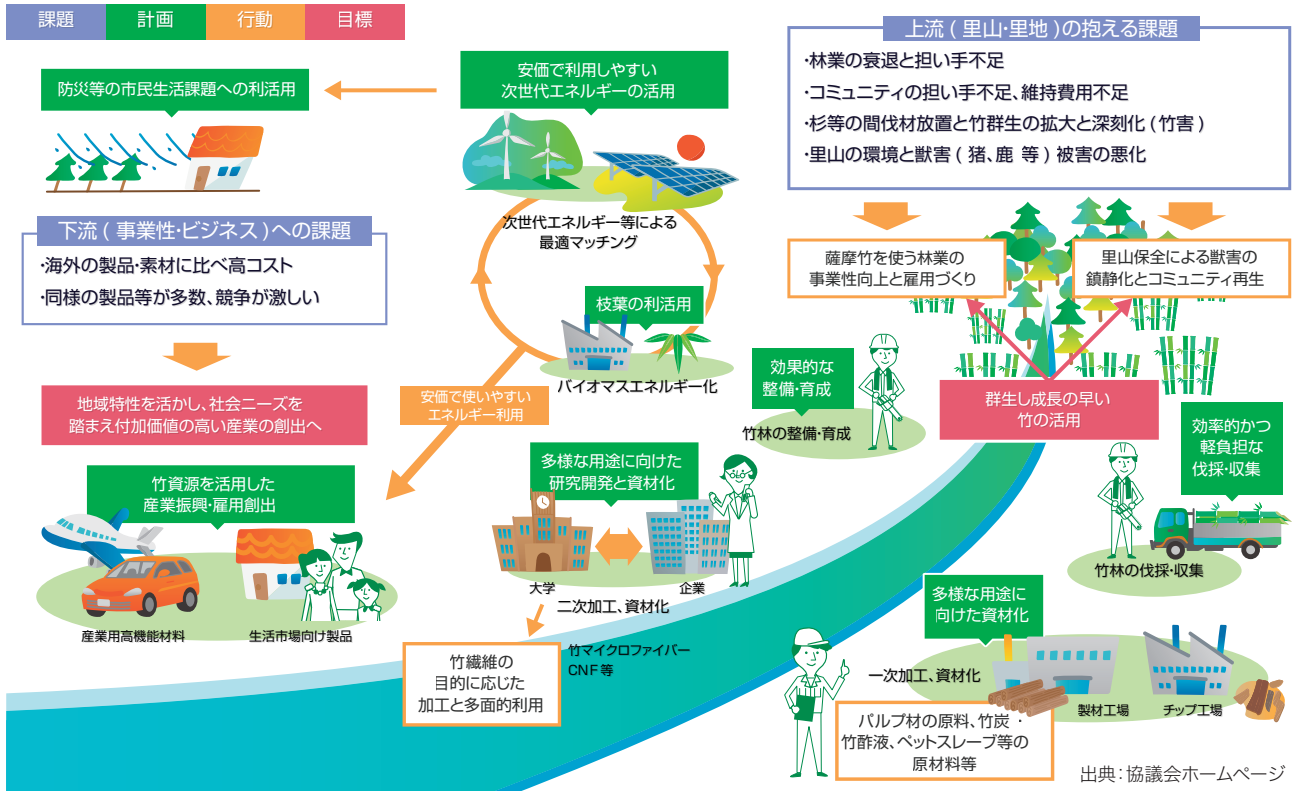 課題
計画
行動
目標
防災等の市民生活課題への利活用
安価で利用しやすい
次世代エネルギーの活用
次世代エネルギー等による
最適マッチング
枝葉の利活用
バイオマスエネルギー化
安価で使いやすい
エネルギー利用
下流(事業性・ビジネス)への課題
・海外の製品・素材に比べ高コスト
・同様の製品等が多数、競争が激しい
地域特性を活かし、社会ニーズを
踏まえ付加価値の高い産業の創出へ
竹資源を活用した
産業振興・雇用創出
産業用高機能材料
生活市場向け製品
上流(里山・里地)の抱える課題
・林業の衰退と担い手不足
・コミュニティの担い手不足、維持費用不足
・杉等の間伐材放置と竹群生の拡大と深刻化(竹害)
・里山の環境と獣害(猪、鹿 等)被害の悪化
薩摩竹を使う林業の
事業性向上と雇用づくり
里山保全による獣害の
鎮静化とコミュニティ再生
群生し成長の早い
竹の活用
効果的な
整備・育成
竹林の整備・育成
効率的かつ
軽負担な
伐採・収集
竹林の伐採・収集
多様な用途に向けた
研究開発と資材化
大学
企業
二次加工、資材化
竹マイクロファイバー
CNF等
竹繊維の
目的に応じた
加工と多面的利用
多様な用途に
向けた資材化
一次加工、資材化
製材工場
チップ工場
パルプ材の原料、竹炭・
竹酢液、ペットスレーブ等の
原材料等
出典：協議会ホームページ